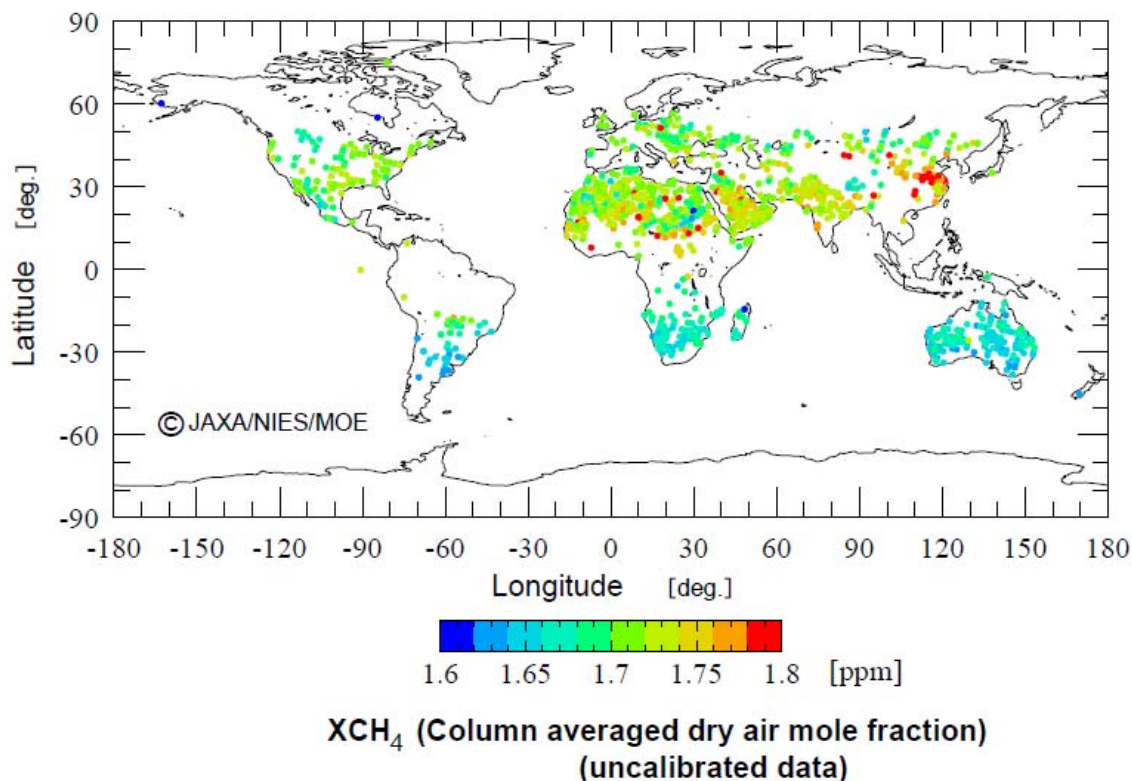 90
60
30
0
-30
-60
-90
Latitude [deg.]
© JAXA/NIES/MOE
-180 -150 -120 -90 -60 -30 0 30 60 90 120 150 180
Longitude [deg.]
1.6 1.65 1.7 1.75 1.8 [ppm]
XCH₄ (Column averaged dry air mole fraction)
(uncalibrated data)